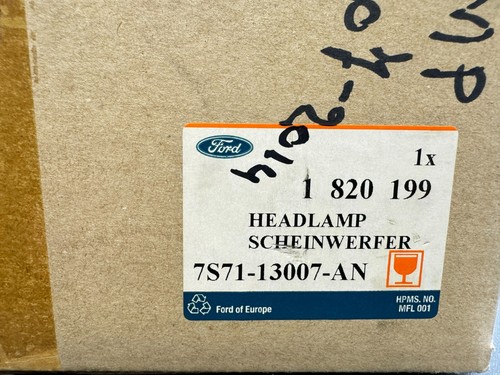 Ford
1x
1 820 199
HEADLAMP
SCHEINWERFER
7S71-13007-AN
Ford of Europe
HPMS. NO.
MFL 001